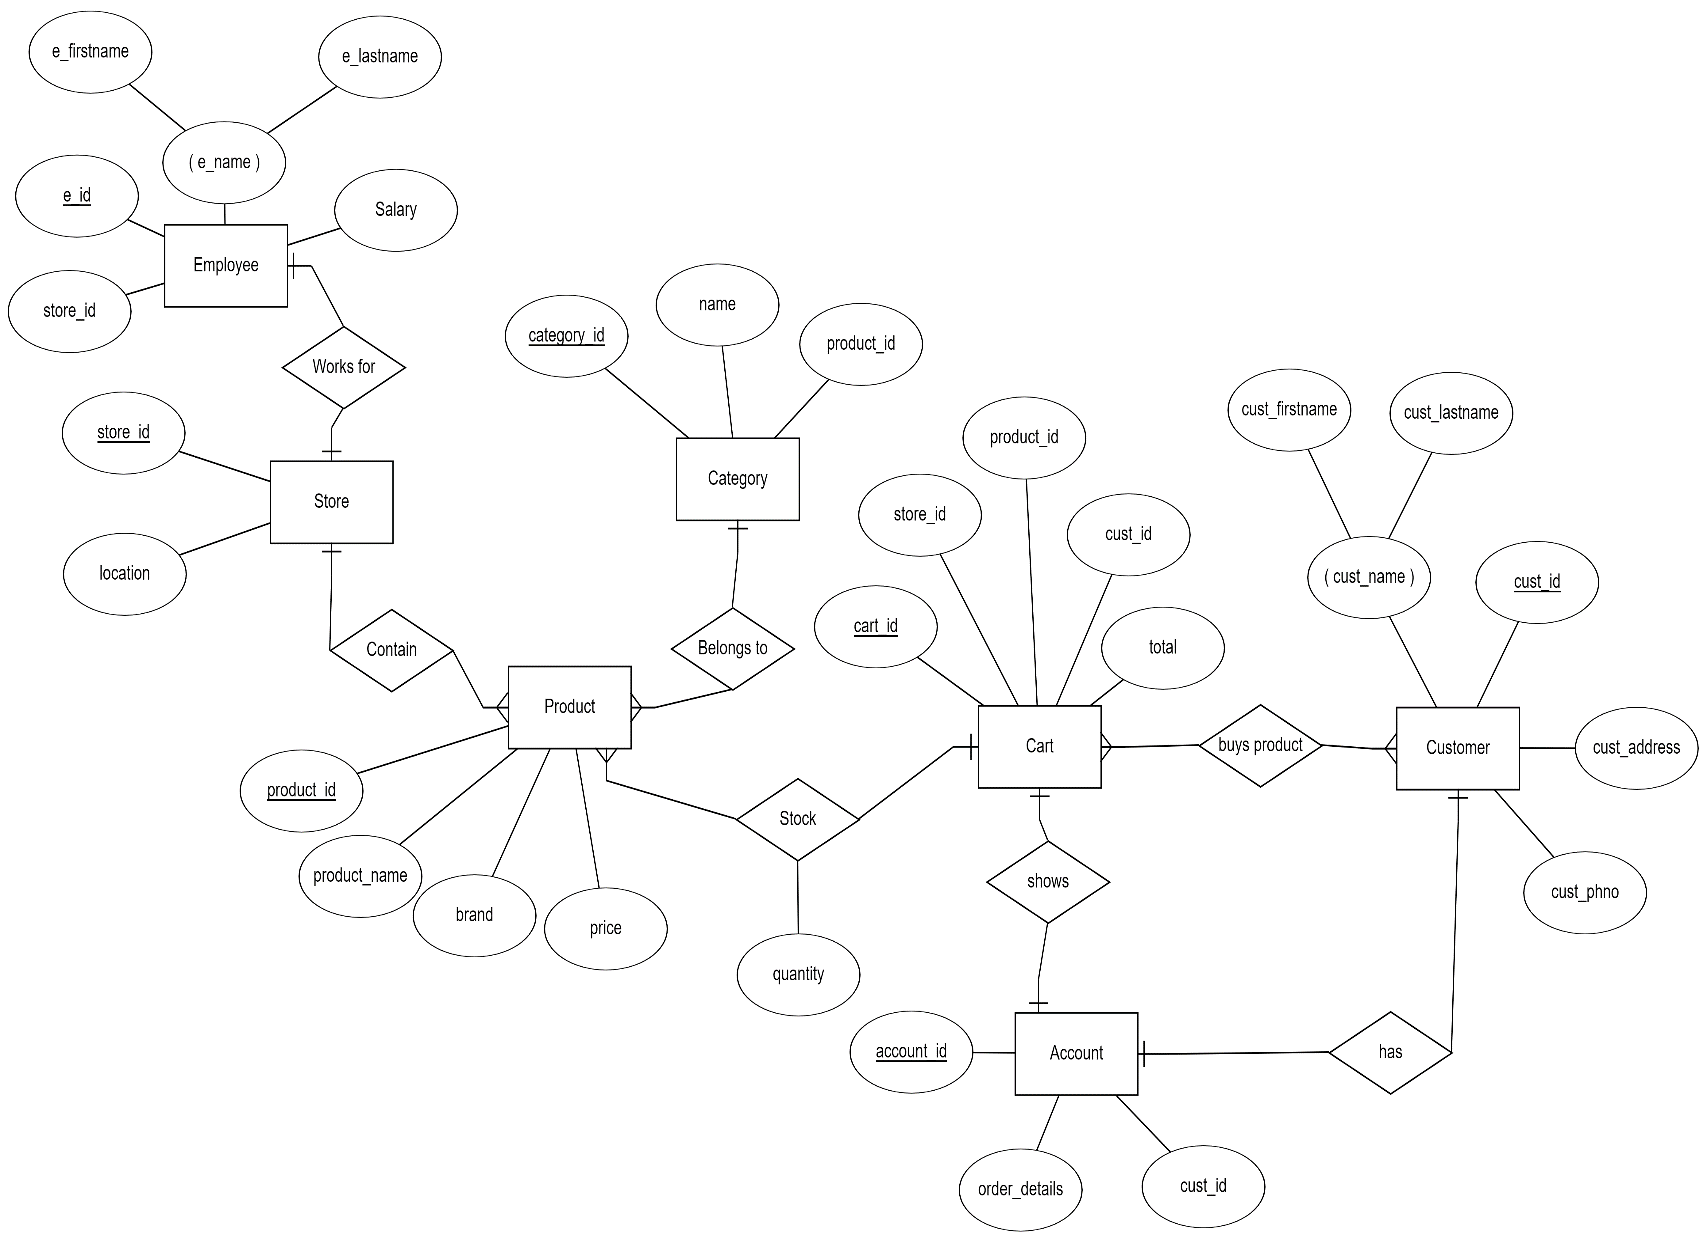 e_firstname
e_lastname
( e_name )
e_id
Salary
Employee
store_id
Works for
category_id
name
product_id
store_id
Store
location
Category
product_id
store_id
cust_id
cart_id
total
cust_firstname
cust_lastname
( cust_name )
cust_id
Contain
Belongs to
Product
Cart
buys product
Customer
cust_address
product_id
product_name
brand
price
Stock
quantity
shows
cust_phno
account_id
Account
has
order_details
cust_id